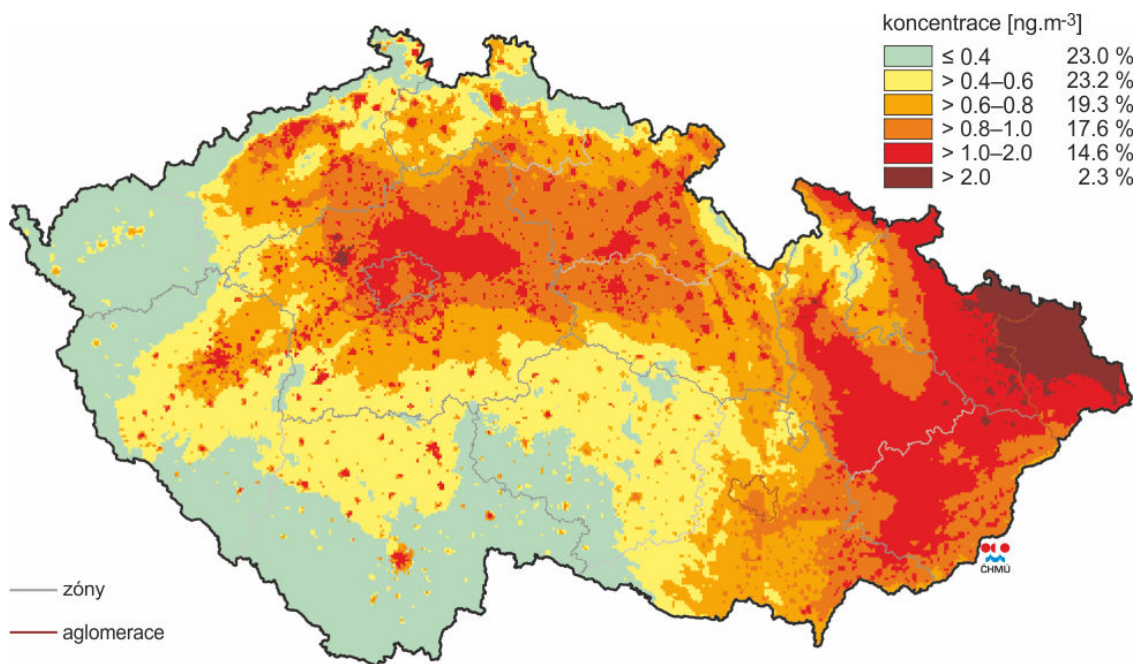 koncentrace [ng.m-3]
≤ 0.4 23.0 %
> 0.4–0.6 23.2 %
> 0.6–0.8 19.3 %
> 0.8–1.0 17.6 %
> 1.0–2.0 14.6 %
> 2.0 2.3 %
ČHMÚ
zóny
aglomerace